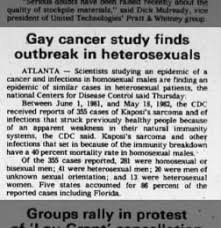 "Serious doubts have been raised recently about the
quality of stockpile materials," said Dick Mulready, vice
president of United Technologies' Pratt & Whitney group.
Gay cancer study finds
outbreak in heterosexuals
ATLANTA — Scientists studying an epidemic of a
cancer and infections in homosexual males are finding an
epidemic of similar cases in heterosexual patients, the
national Centers for Disease Control said Thursday.
Between June 1, 1981, and May 18, 1982, the CDC
received reports of 355 cases of Kaposi's sarcoma and of
infections that struck previously healthy people because
of an apparent weakness in their natural immunity
systems, the CDC said. Kaposi's sarcoma and other
infections that set in because of the immunity breakdown
have a 40 percent mortality rate in homosexual males.
Of the 355 cases reported, 281 were homosexual or
bisexual men; 41 were heterosexual men; 20 were men of
unknown sexual orientation; and 13 were heterosexual
women. Five states accounted for 86 percent of the
reported cases including Florida.
Groups rally in protest
of